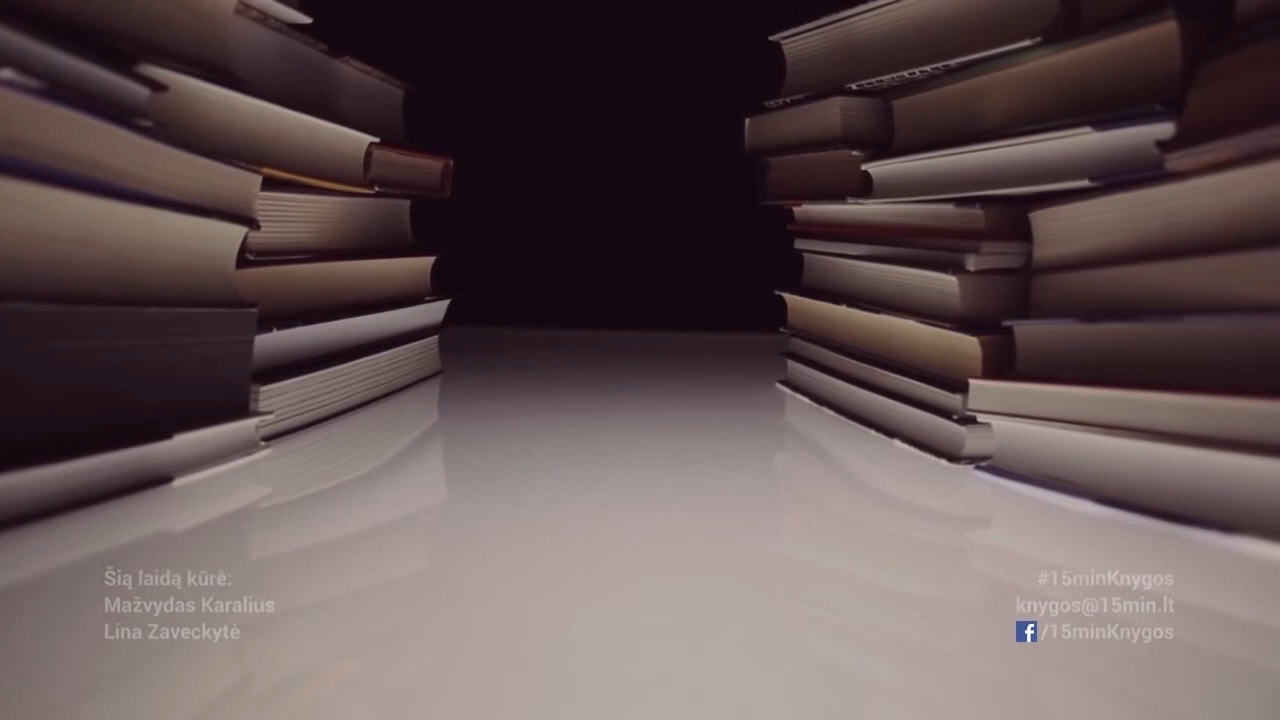 Šią laidą kūrė:
Mažvydas Karalius
Lina Zaveckytė
#15minKnygos
knygos@15min.lt
f/15minKnygos